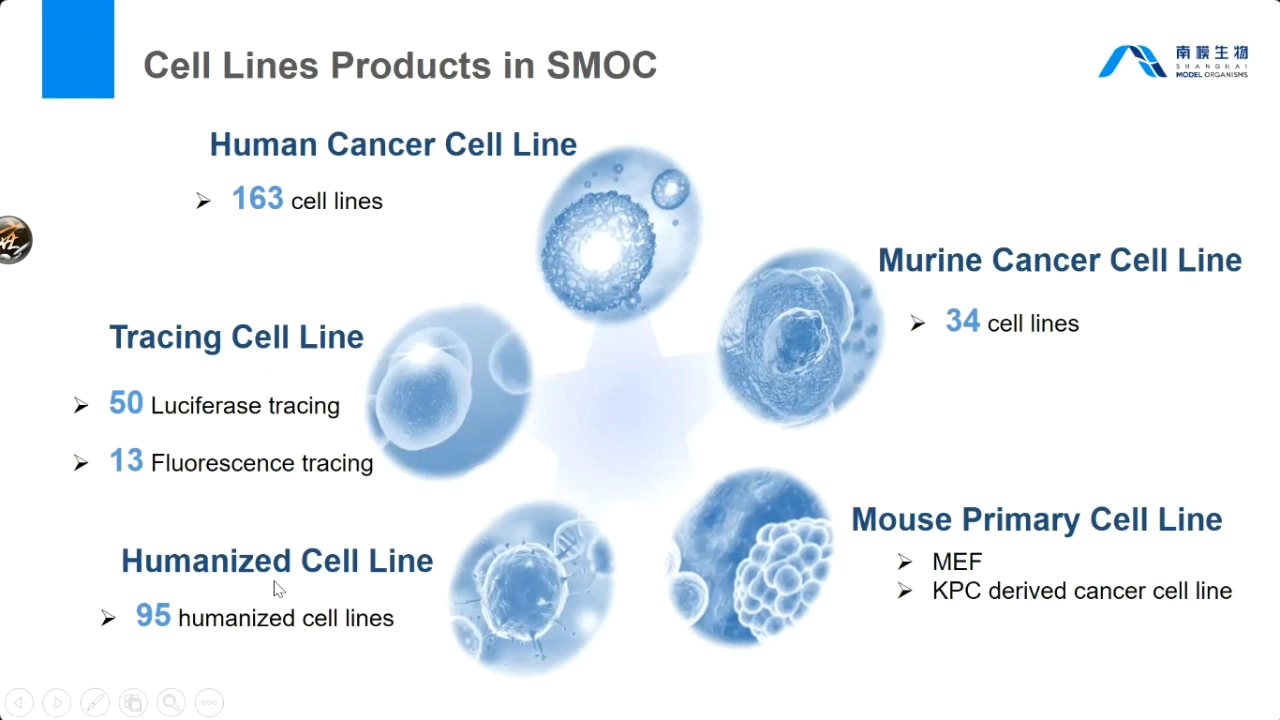 Cell Lines Products in SMOC
南模生物
SHANGHAI
MODEL ORGANISMS
Human Cancer Cell Line
➢ 163 cell lines
Murine Cancer Cell Line
➢ 34 cell lines
Tracing Cell Line
➢ 50 Luciferase tracing
➢ 13 Fluorescence tracing
Mouse Primary Cell Line
➢ MEF
➢ KPC derived cancer cell line
Humanized Cell Line
➢ 95 humanized cell lines